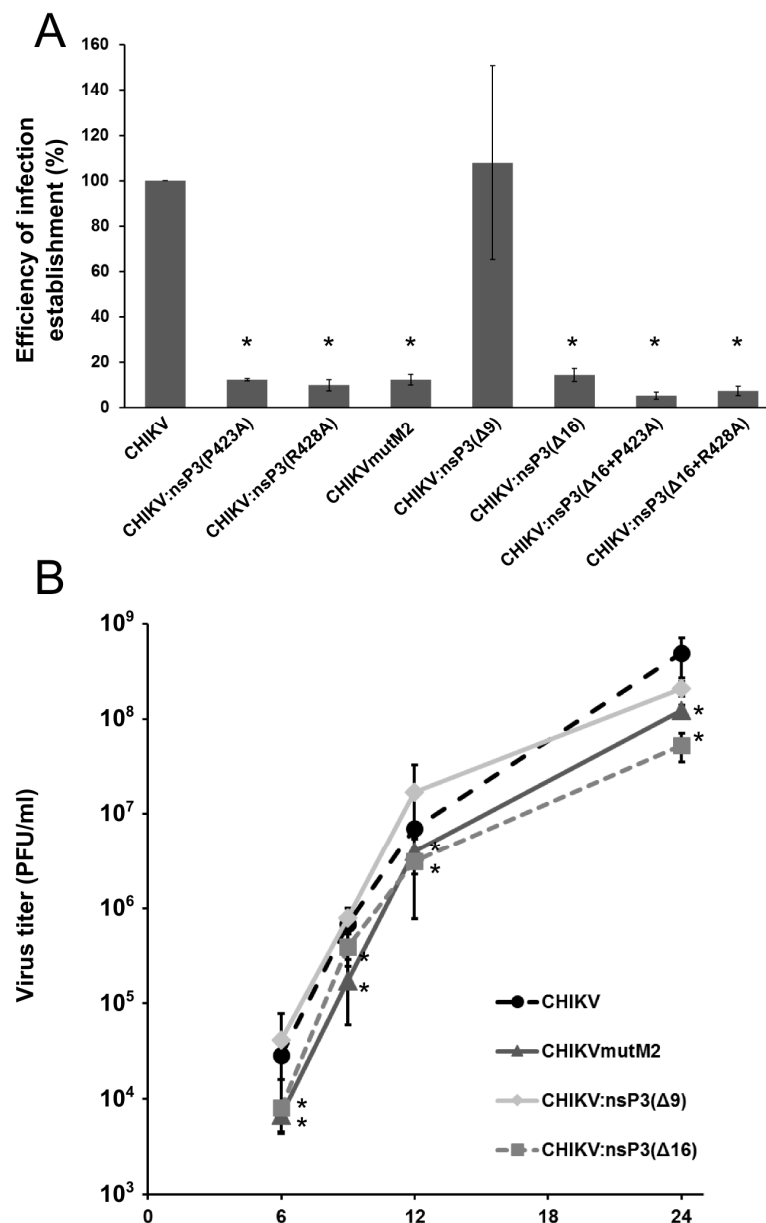 A
160
140
120
100
80
60
40
20
0
Efficiency of infection
establishment (%)
* * * * * *
CHIKV
CHIKV:nsP3(P423A)
CHIKV:nsP3(R428A)
CHIKVmutM2
CHIKV:nsP3(Δ9)
CHIKV:nsP3(Δ16)
CHIKV:nsP3(Δ16+P423A)
CHIKV:nsP3(Δ16+R428A)
B
10⁹
10⁸
10⁷
10⁶
10⁵
10⁴
10³
Virus titer (PFU/ml)
*
*
*
*
*
*
*
*
CHIKV
CHIKVmutM2
CHIKV:nsP3(Δ9)
CHIKV:nsP3(Δ16)
0 6 12 18 24